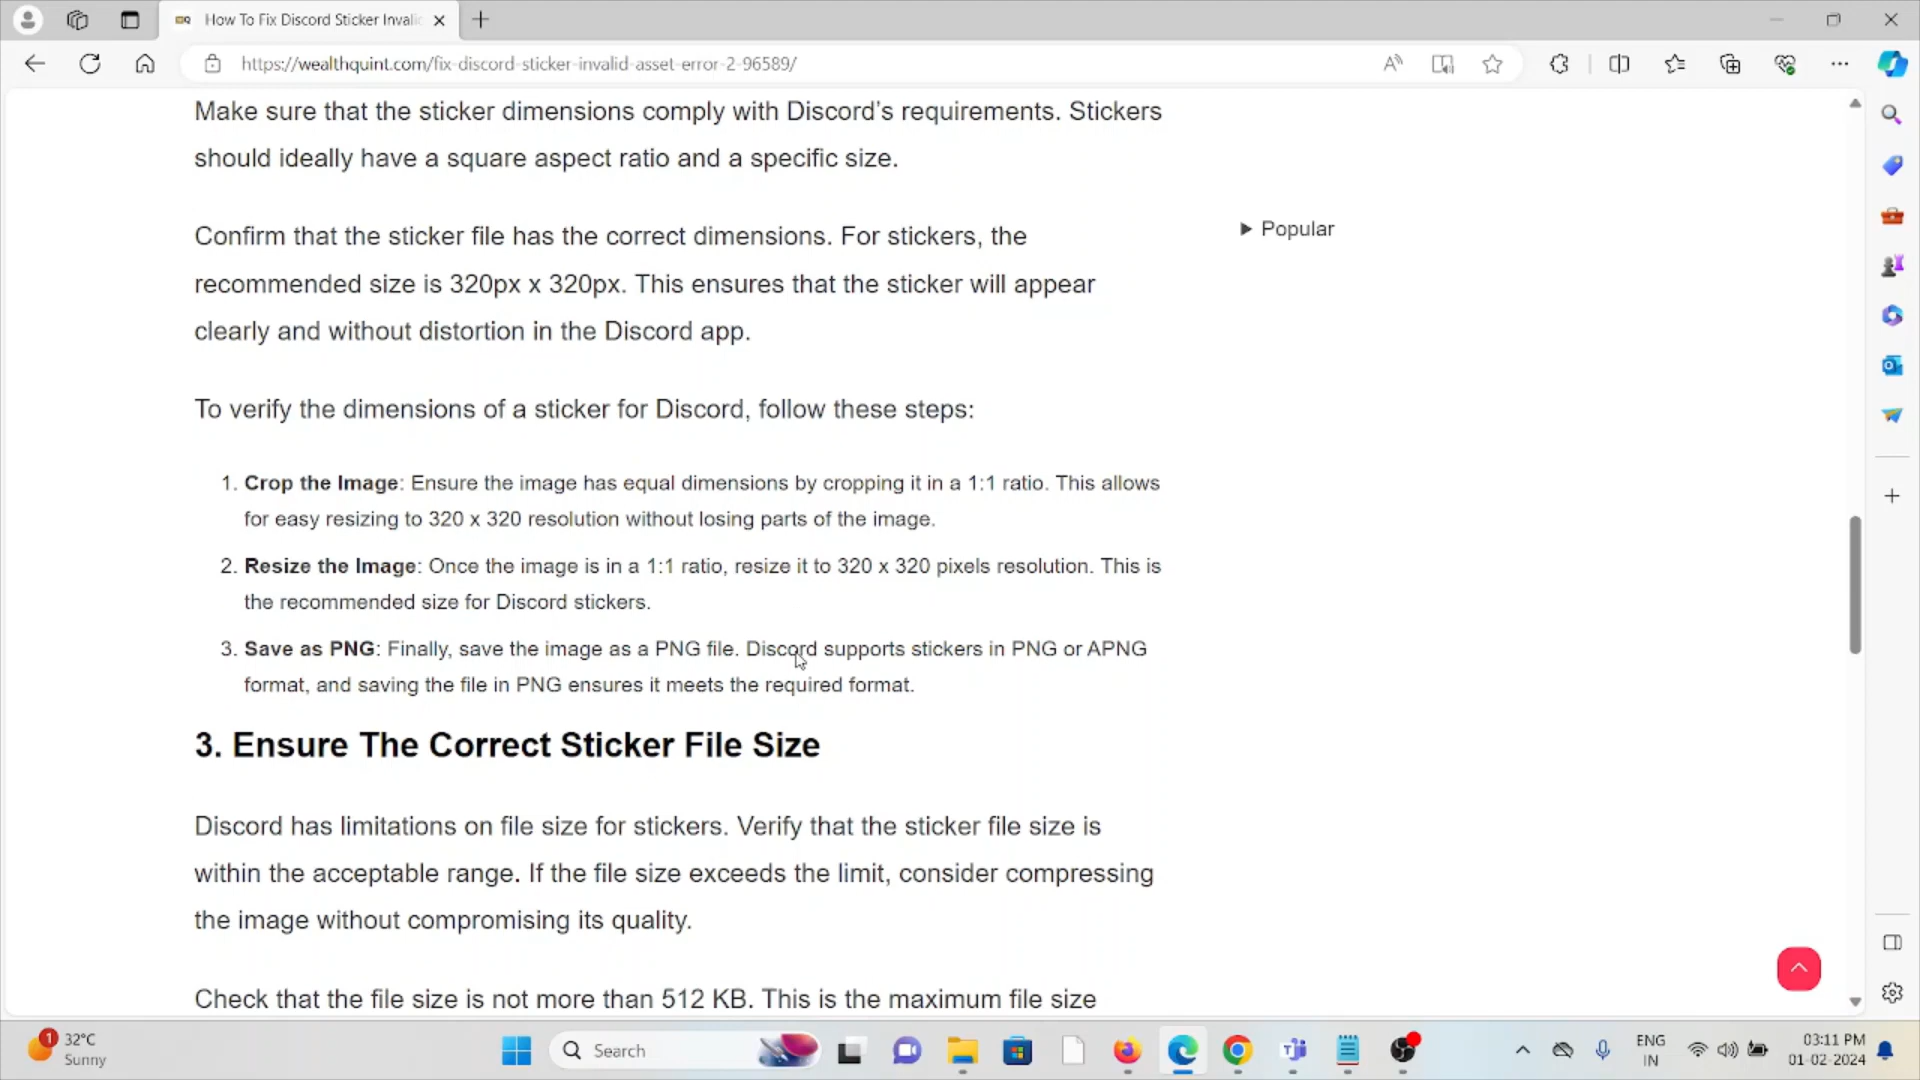 How To Fix Discord Sticker Invali
https://wealthquint.com/fix-discord-sticker-invalid-asset-error-2-96589/
Make sure that the sticker dimensions comply with Discord’s requirements. Stickers
should ideally have a square aspect ratio and a specific size.
Popular
Confirm that the sticker file has the correct dimensions. For stickers, the
recommended size is 320px x 320px. This ensures that the sticker will appear
clearly and without distortion in the Discord app.
To verify the dimensions of a sticker for Discord, follow these steps:
1. Crop the Image: Ensure the image has equal dimensions by cropping it in a 1:1 ratio. This allows
for easy resizing to 320 x 320 resolution without losing parts of the image.
2. Resize the Image: Once the image is in a 1:1 ratio, resize it to 320 x 320 pixels resolution. This is
the recommended size for Discord stickers.
3. Save as PNG: Finally, save the image as a PNG file. Discord supports stickers in PNG or APNG
format, and saving the file in PNG ensures it meets the required format.
3. Ensure The Correct Sticker File Size
Discord has limitations on file size for stickers. Verify that the sticker file size is
within the acceptable range. If the file size exceeds the limit, consider compressing
the image without compromising its quality.
Check that the file size is not more than 512 KB. This is the maximum file size
1
32°C
Sunny
Search
ENG
IN
03:11 PM
01-02-2024